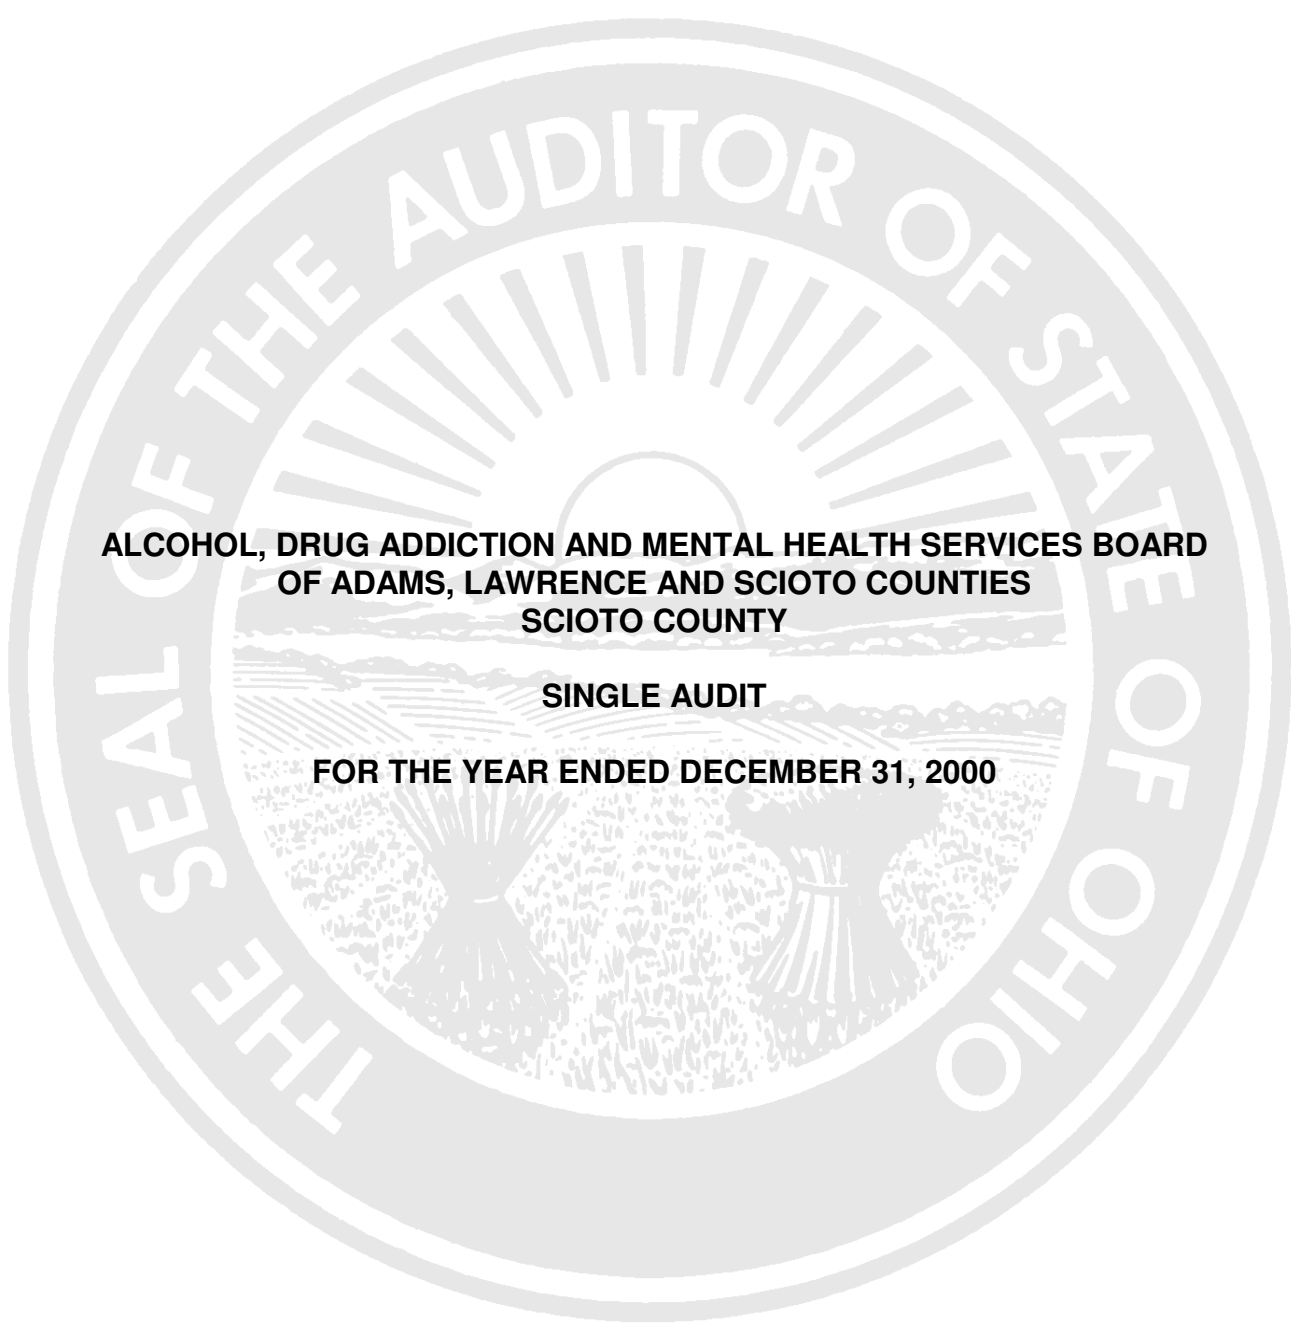 THE SEAL OF THE AUDITOR OF STATE OF OHIO
ALCOHOL, DRUG ADDICTION AND MENTAL HEALTH SERVICES BOARD
OF ADAMS, LAWRENCE AND SCIOTO COUNTIES
SCIOTO COUNTY
SINGLE AUDIT
FOR THE YEAR ENDED DECEMBER 31, 2000